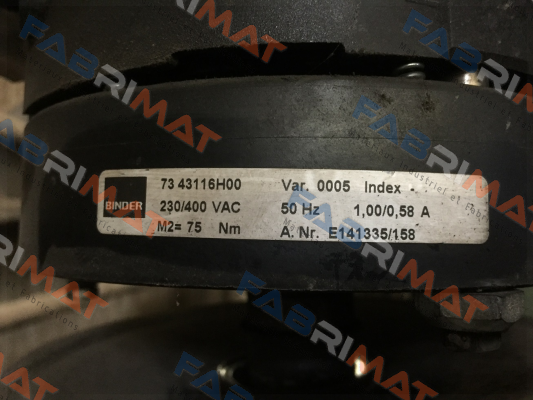 73 43116H00 Var. 0005 Index -
BINDER 230/400 VAC 50 Hz 1,00/0,58 A
M2= 75 Nm A. Nr. E141335/158
FABRIMAT
FABRIMAT
FABRIMAT
FABRIMAT
FABRIMAT